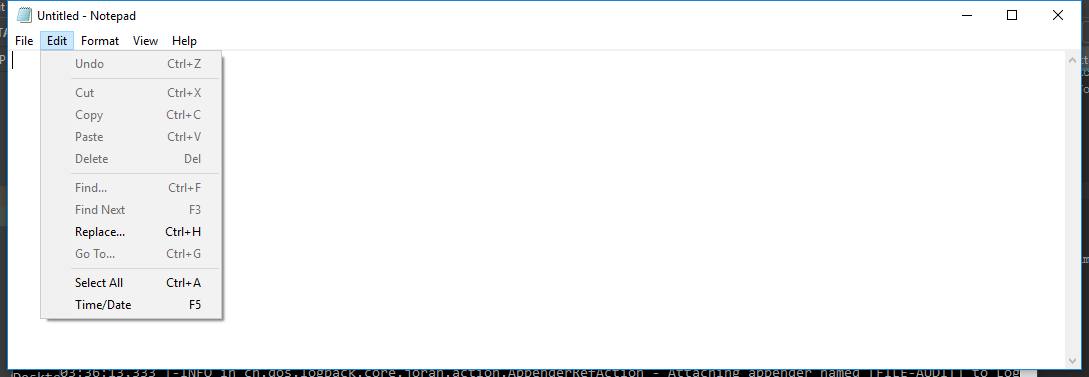 Untitled - Notepad
File Edit Format View Help
Undo Ctrl+Z
Cut Ctrl+X
Copy Ctrl+C
Paste Ctrl+V
Delete Del
Find... Ctrl+F
Find Next F3
Replace... Ctrl+H
Go To... Ctrl+G
Select All Ctrl+A
Time/Date F5
03:36:13,333 |-INFO in ch.qos.logback.core.joran.action.AppenderRefAction - Attaching appender named [FILE-AUDIT] to Log